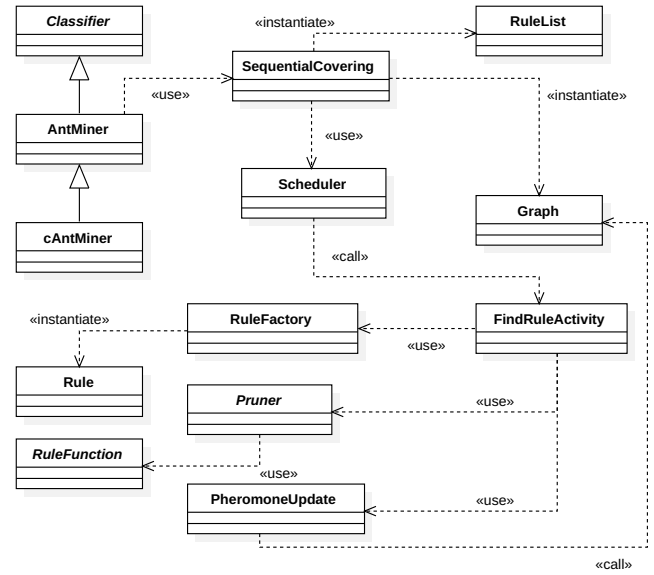 Classifier
«instantiate»
RuleList
SequentialCovering
«use»
«instantiate»
AntMiner
«use»
Scheduler
Graph
cAntMiner
«call»
«instantiate»
RuleFactory
FindRuleActivity
«use»
Rule
Pruner
«use»
RuleFunction
«use»
PheromoneUpdate
«use»
«call»